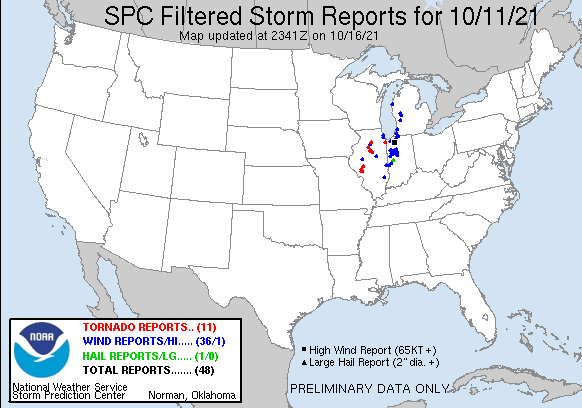 SPC Filtered Storm Reports for 10/11/21
Map updated at 2341Z on 10/16/21
TORNADO REPORTS.. (11)
WIND REPORTS/HI..... (36/1)
HAIL REPORTS/LG..... (1/0)
TOTAL REPORTS....... (48)
NOAA
National Weather Service
Storm Prediction Center Norman, Oklahoma
High Wind Report (65KT +)
Large Hail Report (2" dia. +)
PRELIMINARY DATA ONLY